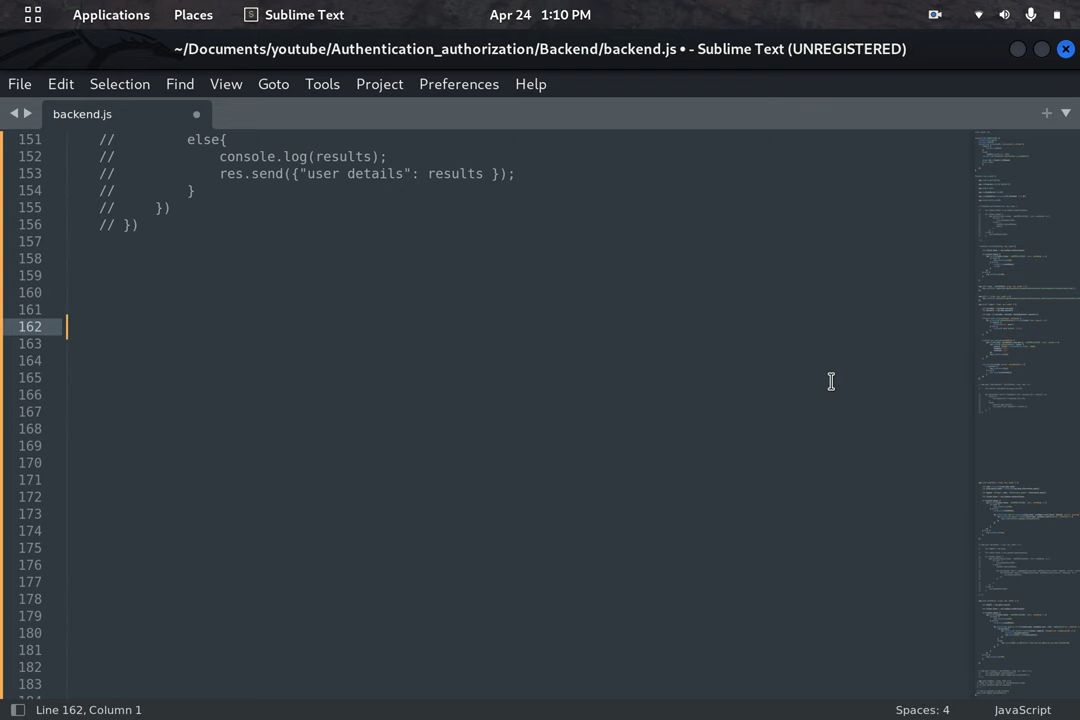 Applications Places S Sublime Text Apr 24 1:10 PM
~/Documents/youtube/Authentication_authorization/Backend/backend.js • - Sublime Text (UNREGISTERED)
File Edit Selection Find View Goto Tools Project Preferences Help
backend.js
151 // else{
152 // console.log(results);
153 // res.send({"user details": results });
154 // }
155 // })
156 // })
157
158
159
160
161
162
163
164
165
166
167
168
169
170
171
172
173
174
175
176
177
178
179
180
181
182
183
Line 162, Column 1 Spaces: 4 JavaScript